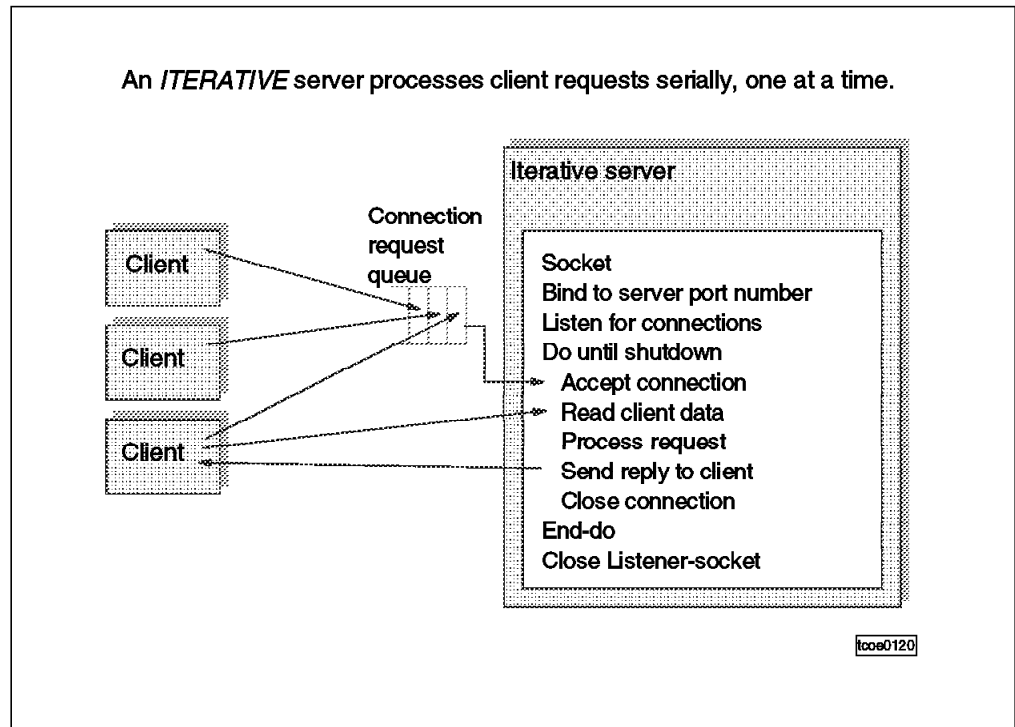 An ITERATIVE server processes client requests serially, one at a time.
Iterative server
Connection
request
queue
Client
Client
Client
Socket
Bind to server port number
Listen for connections
Do until shutdown
Accept connection
Read client data
Process request
Send reply to client
Close connection
End-do
Close Listener-socket
tcoe0120